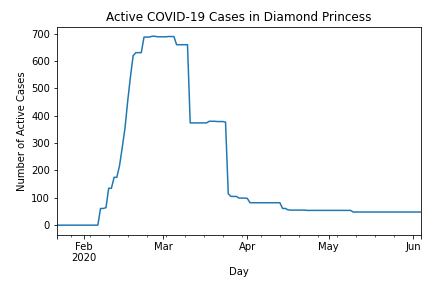 Active COVID-19 Cases in Diamond Princess
Number of Active Cases
700
600
500
400
300
200
100
0
Feb Mar Apr May Jun
2020
Day